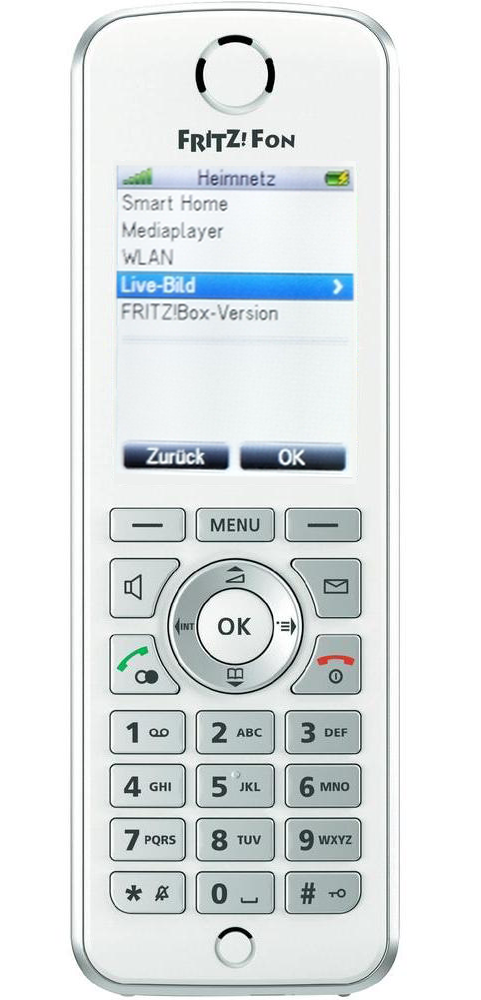 FRITZ! FON
Heimnetz
Smart Home
Mediaplayer
WLAN
Live-Bild
FRITZ!Box-Version
Zurück OK
MENU
INT OK
1 2 ABC 3 DEF
4 GHI 5 JKL 6 MNO
7 PQRS 8 TUV 9 WXYZ
* 0 #